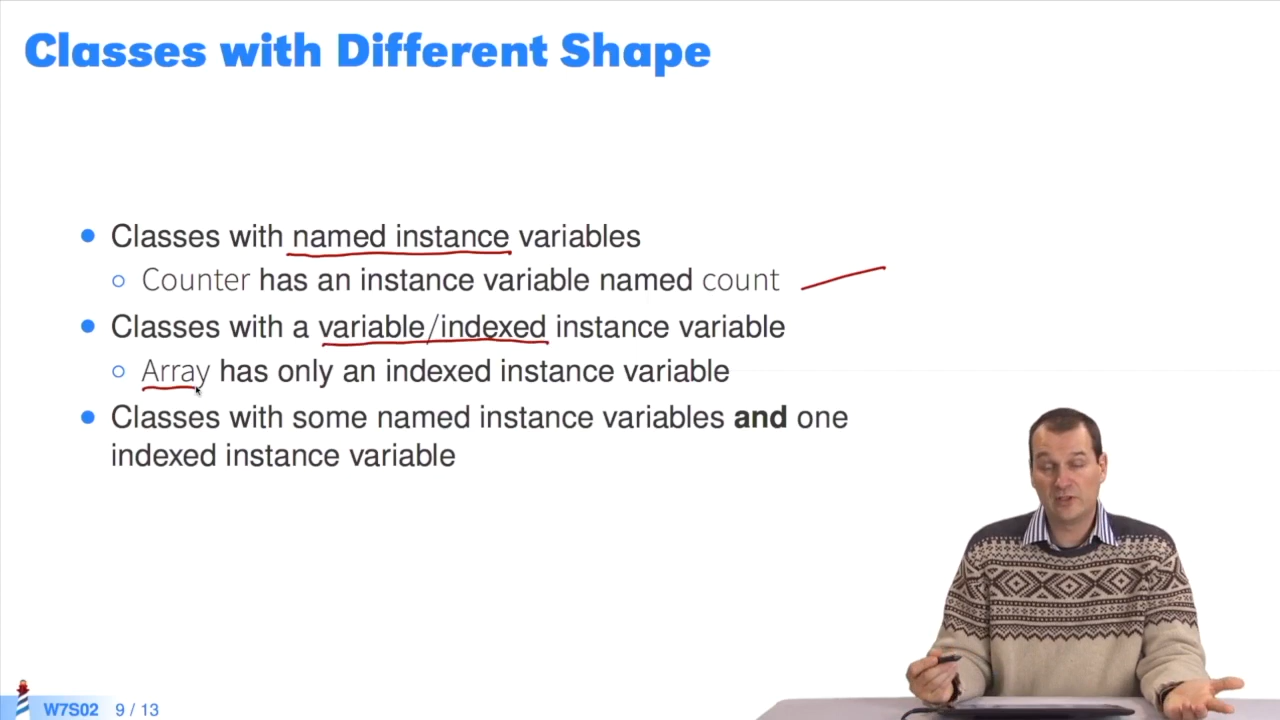 Classes with Different Shape
Classes with named instance variables
Counter has an instance variable named count
Classes with a variable/indexed instance variable
Array has only an indexed instance variable
Classes with some named instance variables and one
indexed instance variable
W7S02 9 / 13